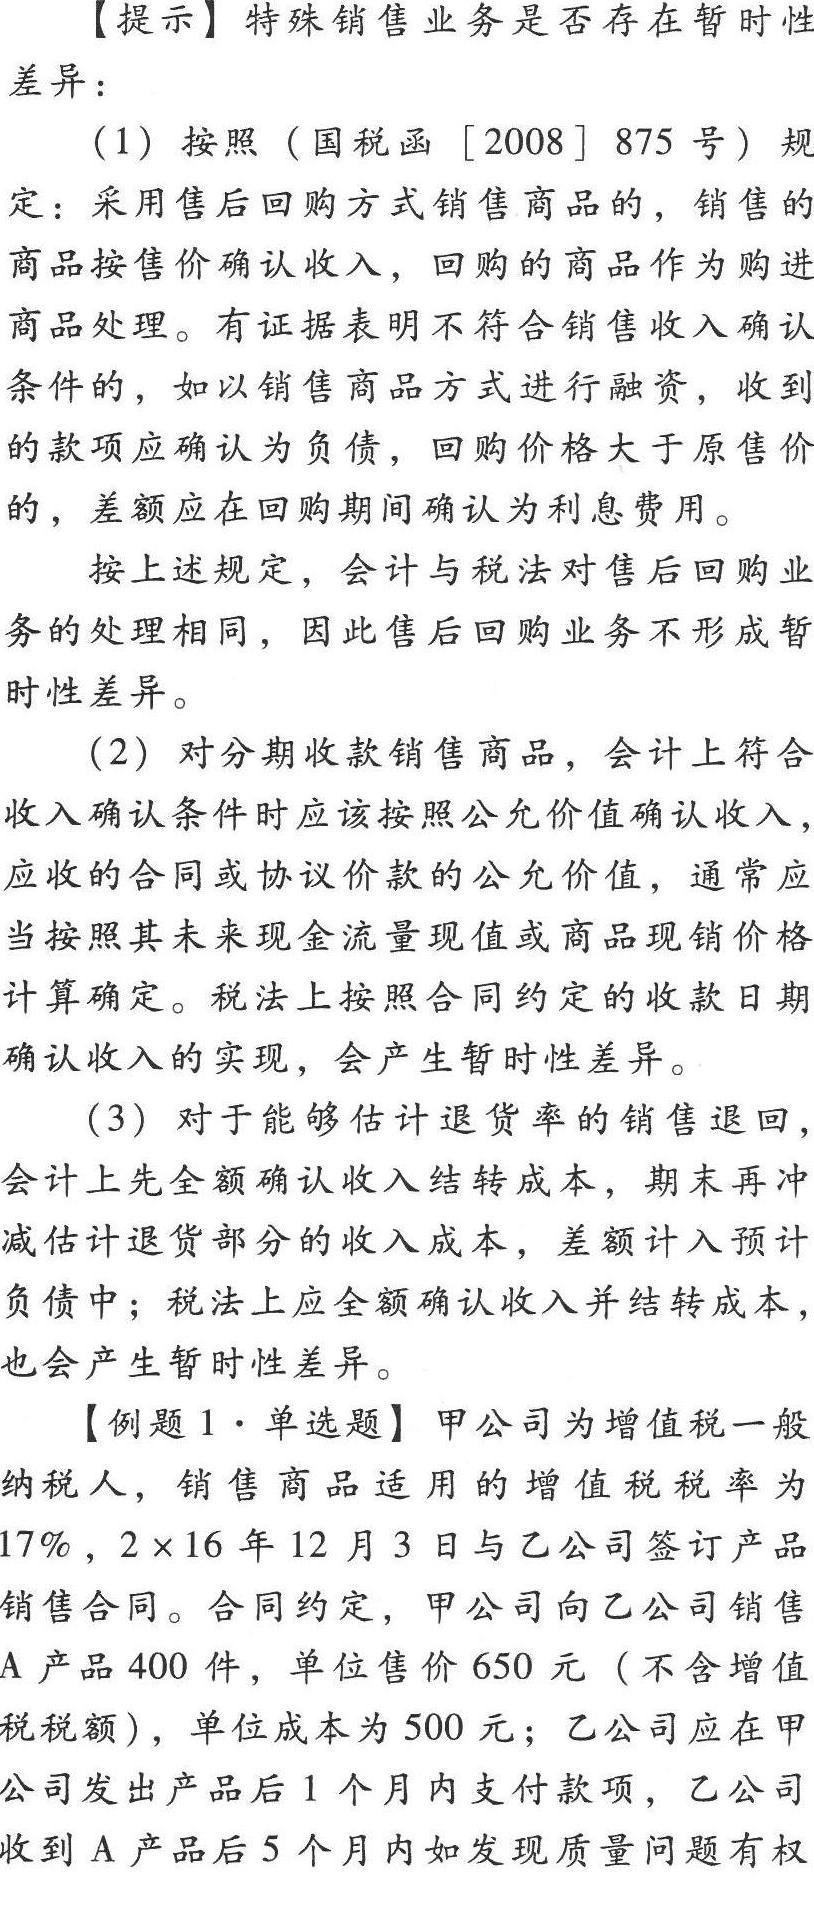 【提示】特殊销售业务是否存在暂时性
差异：
（1）按照（国税函［2008］875 号）规
定：采用售后回购方式销售商品的，销售的
商品按售价确认收入，回购的商品作为购进
商品处理。有证据表明不符合销售收入确认
条件的，如以销售商品方式进行融资，收到
的款项应确认为负债，回购价格大于原售价
的，差额应在回购期间确认为利息费用。
按上述规定，会计与税法对售后回购业
务的处理相同，因此售后回购业务不形成暂
时性差异。
（2）对分期收款销售商品，会计上符合
收入确认条件时应该按照公允价值确认收入，
应收的合同或协议价款的公允价值，通常应
当按照其未来现金流量现值或商品现销价格
计算确定。税法上按照合同约定的收款日期
确认收入的实现，会产生暂时性差异。
（3）对于能够估计退货率的销售退回，
会计上先全额确认收入结转成本，期末再冲
减估计退货部分的收入成本，差额计入预计
负债中；税法上应全额确认收入并结转成本，
也会产生暂时性差异。
【例题 1·单选题】甲公司为增值税一般
纳税人，销售商品适用的增值税税率为
17%，2×16 年 12 月 3 日与乙公司签订产品
销售合同。合同约定，甲公司向乙公司销售
A 产品 400 件，单位售价 650 元（不含增值
税税额），单位成本为 500 元；乙公司应在甲
公司发出产品后 1 个月内支付款项，乙公司
收到 A 产品后 5 个月内如发现质量问题有权